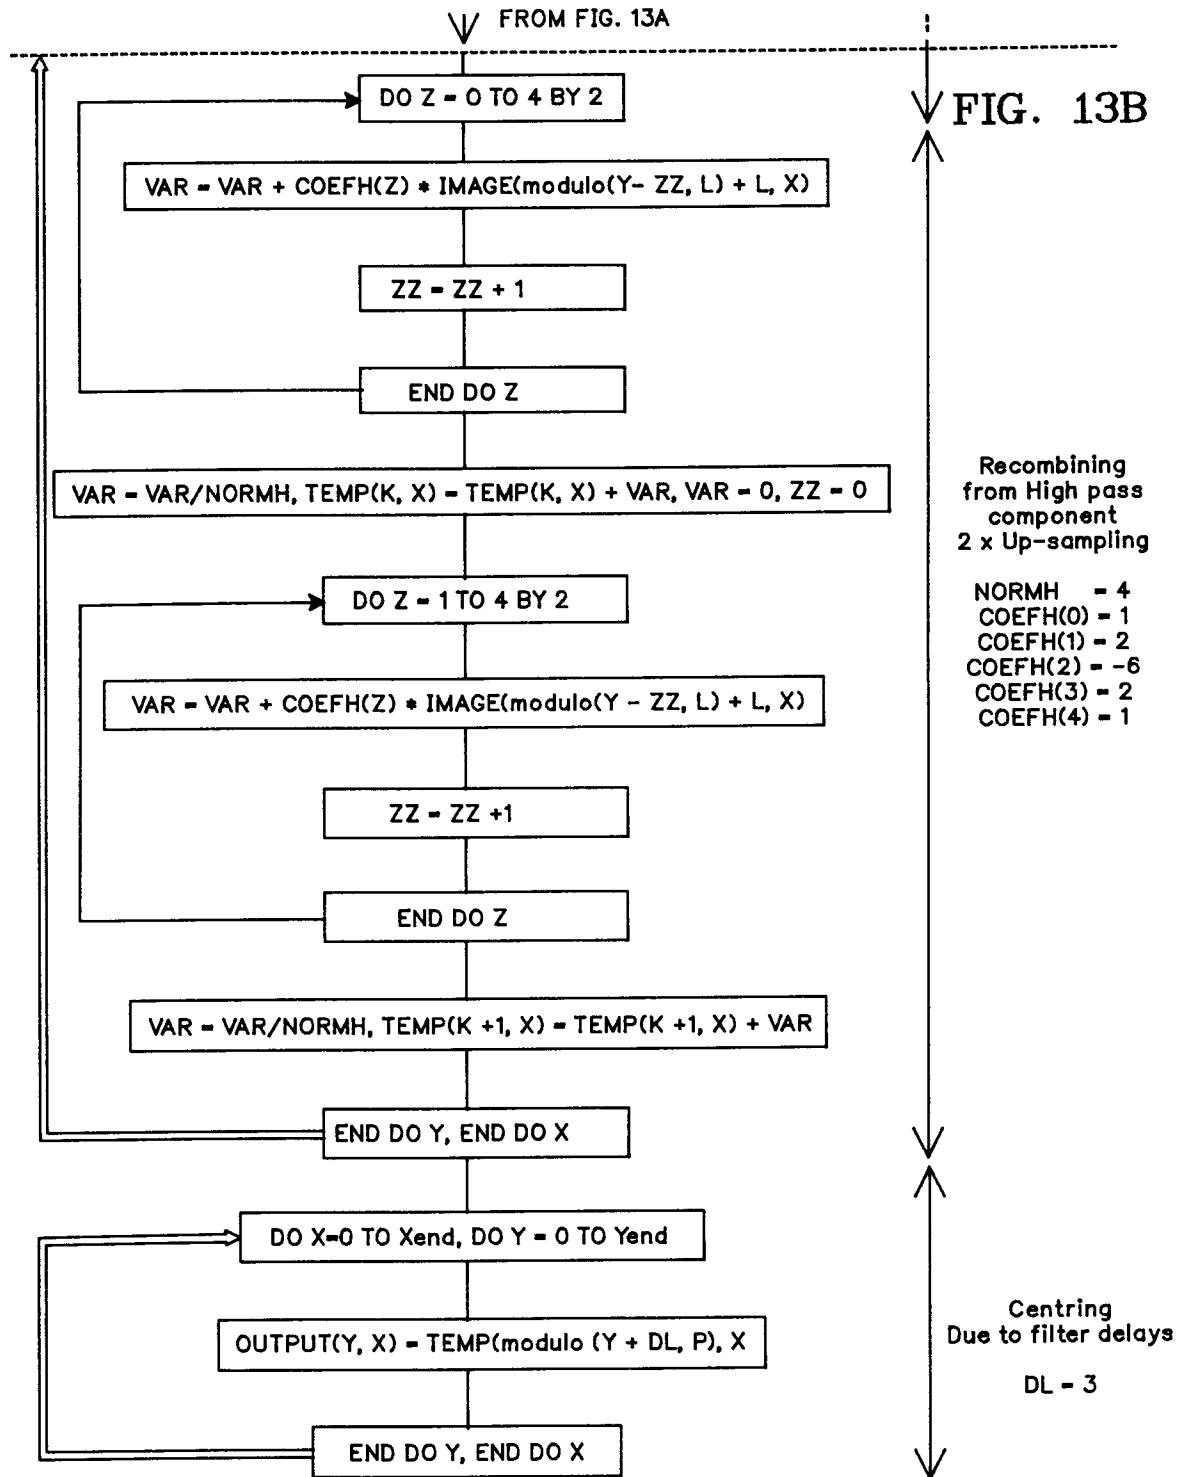 FROM FIG. 13A
FIG. 13B
DO Z = 0 TO 4 BY 2
VAR = VAR + COEFH(Z) * IMAGE(modulo(Y- ZZ, L) + L, X)
ZZ = ZZ + 1
END DO Z
VAR = VAR/NORMH, TEMP(K, X) = TEMP(K, X) + VAR, VAR = 0, ZZ = 0
DO Z = 1 TO 4 BY 2
VAR = VAR + COEFH(Z) * IMAGE(modulo(Y - ZZ, L) + L, X)
ZZ = ZZ +1
END DO Z
VAR = VAR/NORMH, TEMP(K +1, X) = TEMP(K +1, X) + VAR
END DO Y, END DO X
Recombining
from High pass
component
2 x Up-sampling
NORMH = 4
COEFH(0) = 1
COEFH(1) = 2
COEFH(2) = -6
COEFH(3) = 2
COEFH(4) = 1
DO X=0 TO Xend, DO Y = 0 TO Yend
OUTPUT(Y, X) = TEMP(modulo (Y + DL, P), X
END DO Y, END DO X
Centring
Due to filter delays
DL = 3